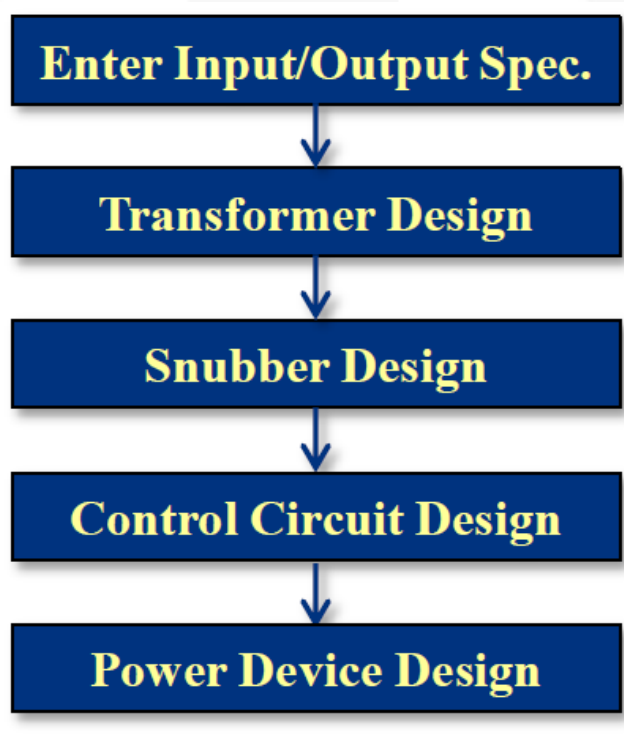 Enter Input/Output Spec.
Transformer Design
Snubber Design
Control Circuit Design
Power Device Design